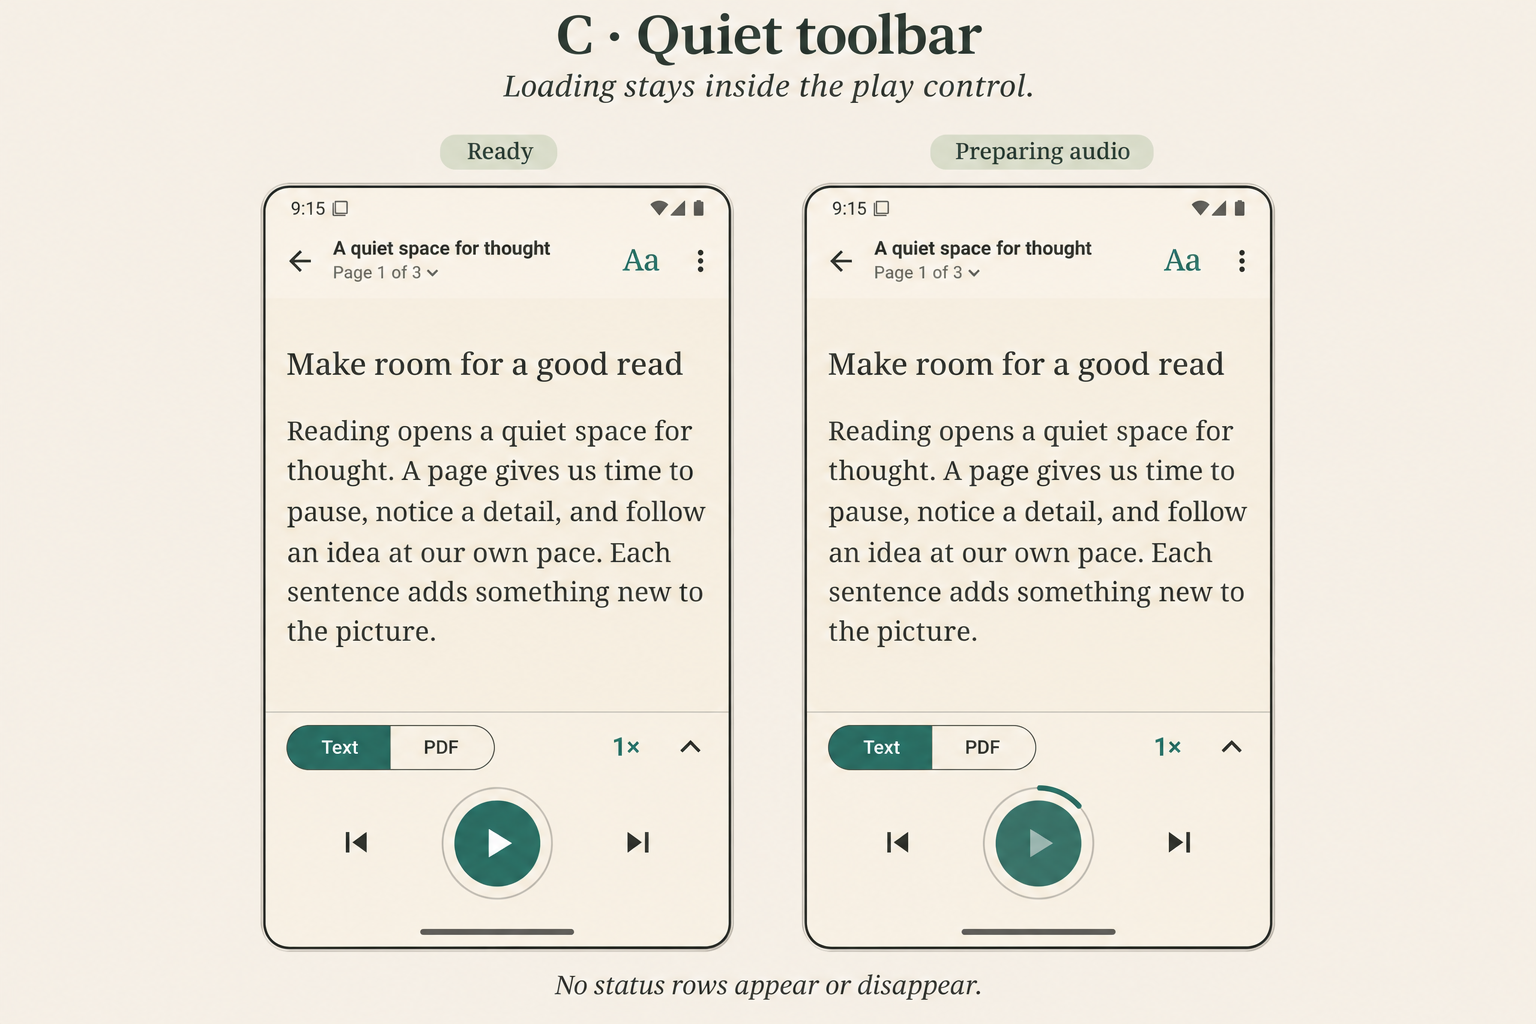 C · Quiet toolbar
Loading stays inside the play control.
Ready
9:15
A quiet space for thought
Page 1 of 3
Aa
Make room for a good read
Reading opens a quiet space for
thought. A page gives us time to
pause, notice a detail, and follow
an idea at our own pace. Each
sentence adds something new to
the picture.
Text PDF 1×
Preparing audio
9:15
A quiet space for thought
Page 1 of 3
Aa
Make room for a good read
Reading opens a quiet space for
thought. A page gives us time to
pause, notice a detail, and follow
an idea at our own pace. Each
sentence adds something new to
the picture.
Text PDF 1×
No status rows appear or disappear.